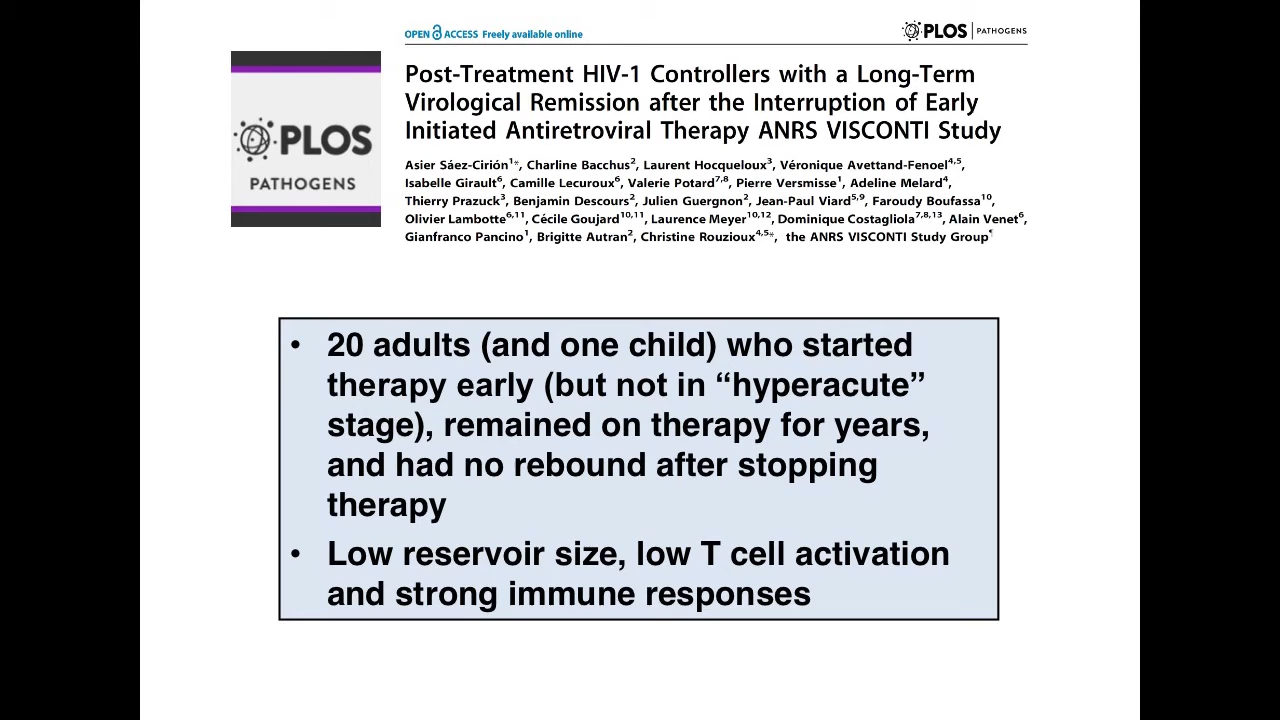 OPEN ACCESS Freely available online
PLOS | PATHOGENS
PLOS
PATHOGENS
Post-Treatment HIV-1 Controllers with a Long-Term
Virological Remission after the Interruption of Early
Initiated Antiretroviral Therapy ANRS VISCONTI Study
Asier Sáez-Cirión1*, Charline Bacchus2, Laurent Hocqueloux3, Véronique Avettand-Fenoel4,5,
Isabelle Girault6, Camille Lecuroux6, Valerie Potard7,8, Pierre Versmisse1, Adeline Melard4,
Thierry Prazuck3, Benjamin Descours2, Julien Guergnon2, Jean-Paul Viard5,9, Faroudy Boufassa10,
Olivier Lambotte6,11, Cécile Goujard10,11, Laurence Meyer10,12, Dominique Costagliola7,8,13, Alain Venet6,
Gianfranco Pancino1, Brigitte Autran2, Christine Rouzioux4,5*, the ANRS VISCONTI Study Group¶
• 20 adults (and one child) who started
therapy early (but not in “hyperacute”
stage), remained on therapy for years,
and had no rebound after stopping
therapy
• Low reservoir size, low T cell activation
and strong immune responses